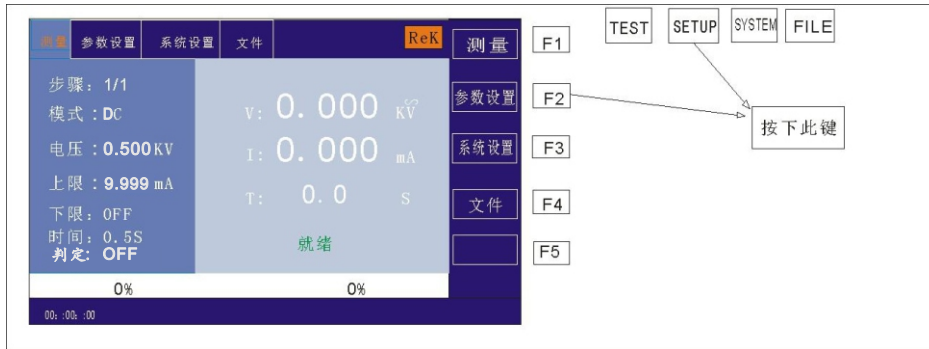 测量 参数设置 系统设置 文件 ReK
步骤：1/1
模式：DC
电压：0.500KV
上限：9.999 mA
下限：OFF
时间：0.5S
判定: OFF
V: 0.000 KV
I: 0.000 mA
T: 0.0 S
就绪
0% 0%
00: :00: :00
测量
参数设置
系统设置
文件
F1
F2
F3
F4
F5
TEST SETUP SYSTEM FILE
按下此键